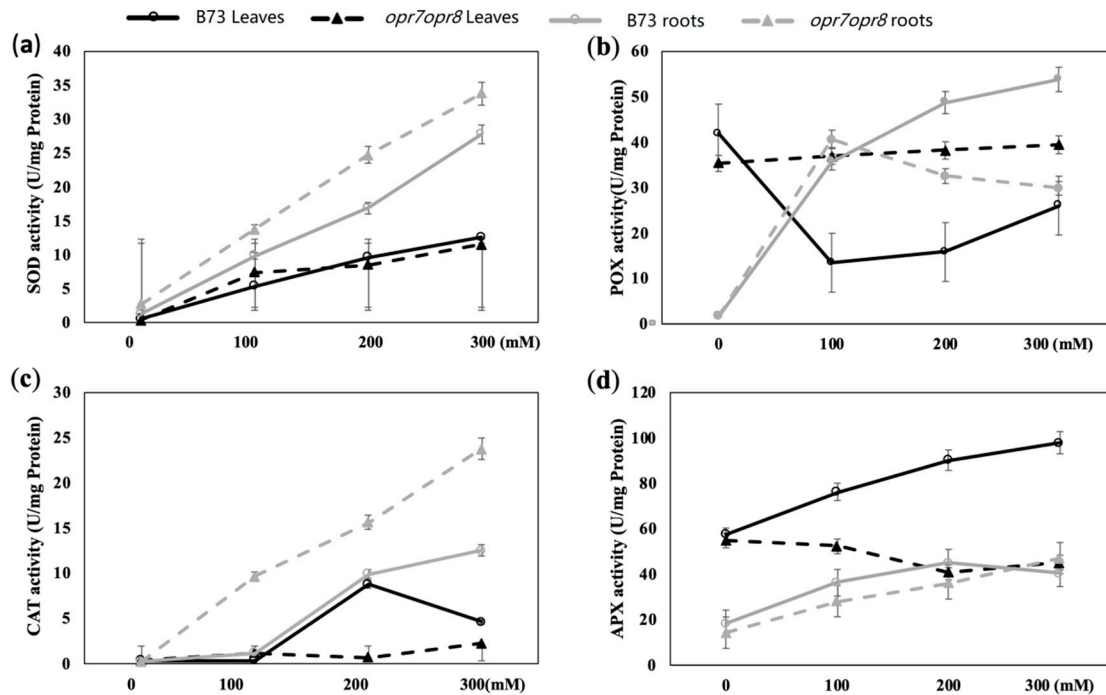 B73 Leaves opr7opr8 Leaves B73 roots opr7opr8 roots
(a)
SOD activity (U/mg Protein)
40
35
30
25
20
15
10
5
0
0 100 200 300 (mM)
(b)
POX activity(U/mg Protein)
60
50
40
30
20
10
0
0 100 200 300 (mM)
(c)
CAT activity (U/mg Protein)
30
25
20
15
10
5
0
0 100 200 300(mM)
(d)
APX activity (U/mg Protein)
120
100
80
60
40
20
0
0 100 200 300 (mM)